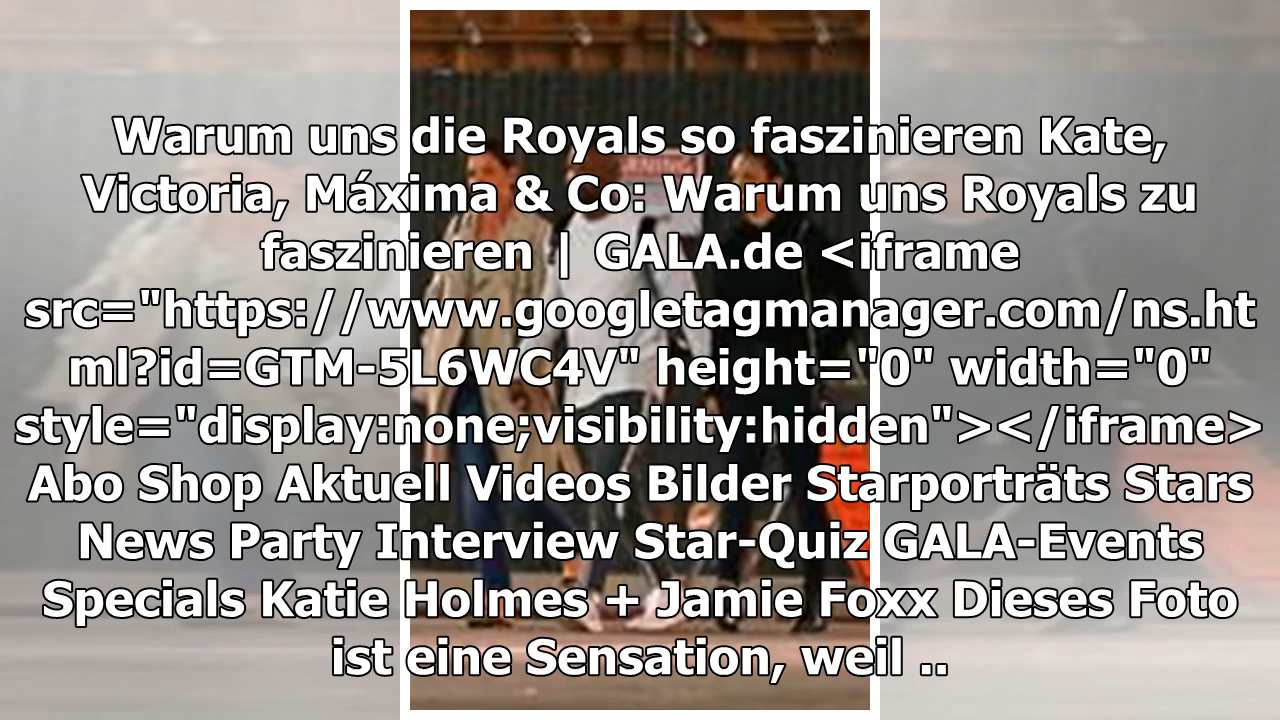 Warum uns die Royals so faszinieren Kate,
Victoria, Máxima & Co: Warum uns Royals zu
faszinieren | GALA.de <iframe
src="https://www.googletagmanager.com/ns.ht
ml?id=GTM-5L6WC4V" height="0" width="0"
style="display:none;visibility:hidden"></iframe>
Abo Shop Aktuell Videos Bilder Starporträts Stars
News Party Interview Star-Quiz GALA-Events
Specials Katie Holmes + Jamie Foxx Dieses Foto
ist eine Sensation, weil ..